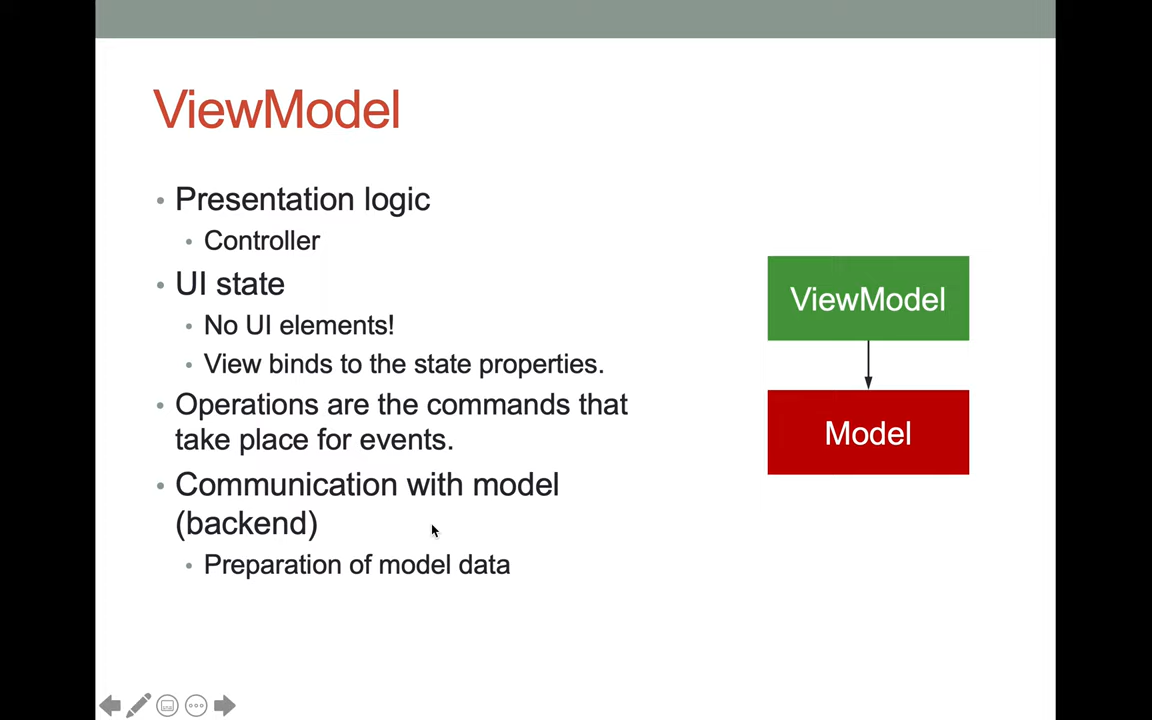 ViewModel
• Presentation logic
• Controller
• UI state
• No UI elements!
• View binds to the state properties.
• Operations are the commands that
take place for events.
• Communication with model
(backend)
• Preparation of model data
ViewModel
Model